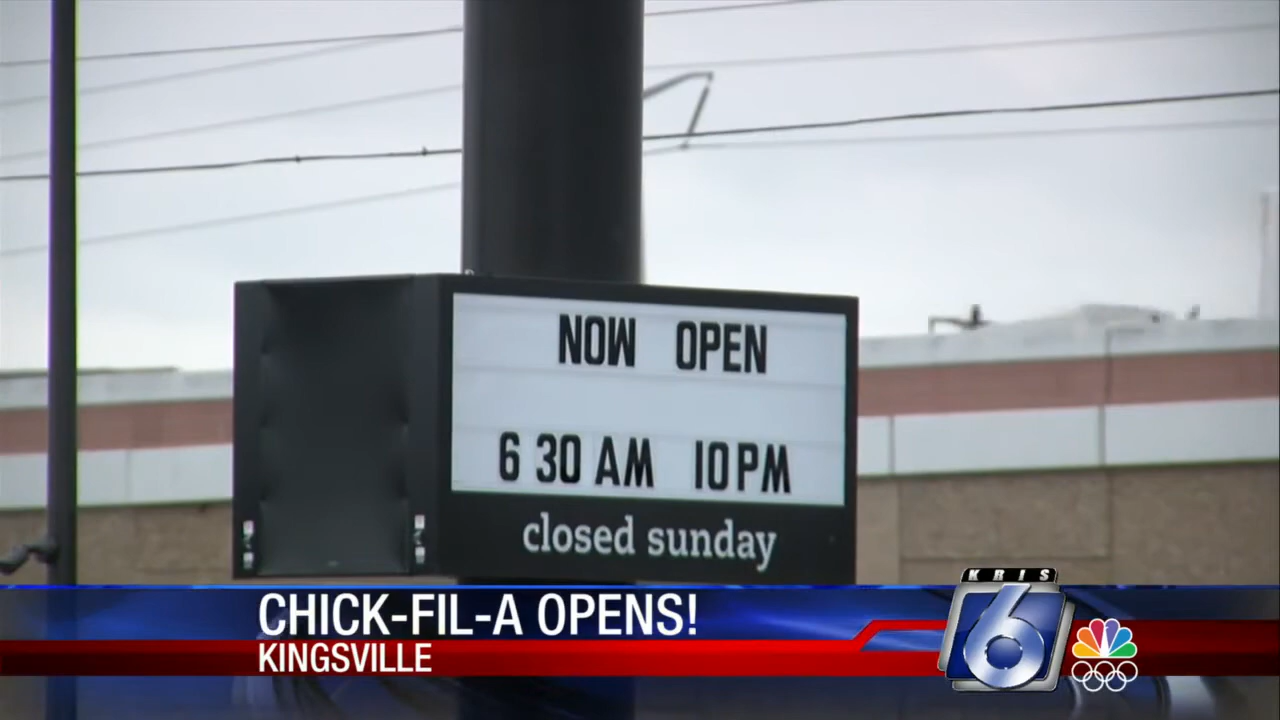 NOW OPEN
6 30 AM 10 PM
closed sunday
CHICK-FIL-A OPENS!
KINGSVILLE
KRIS
6